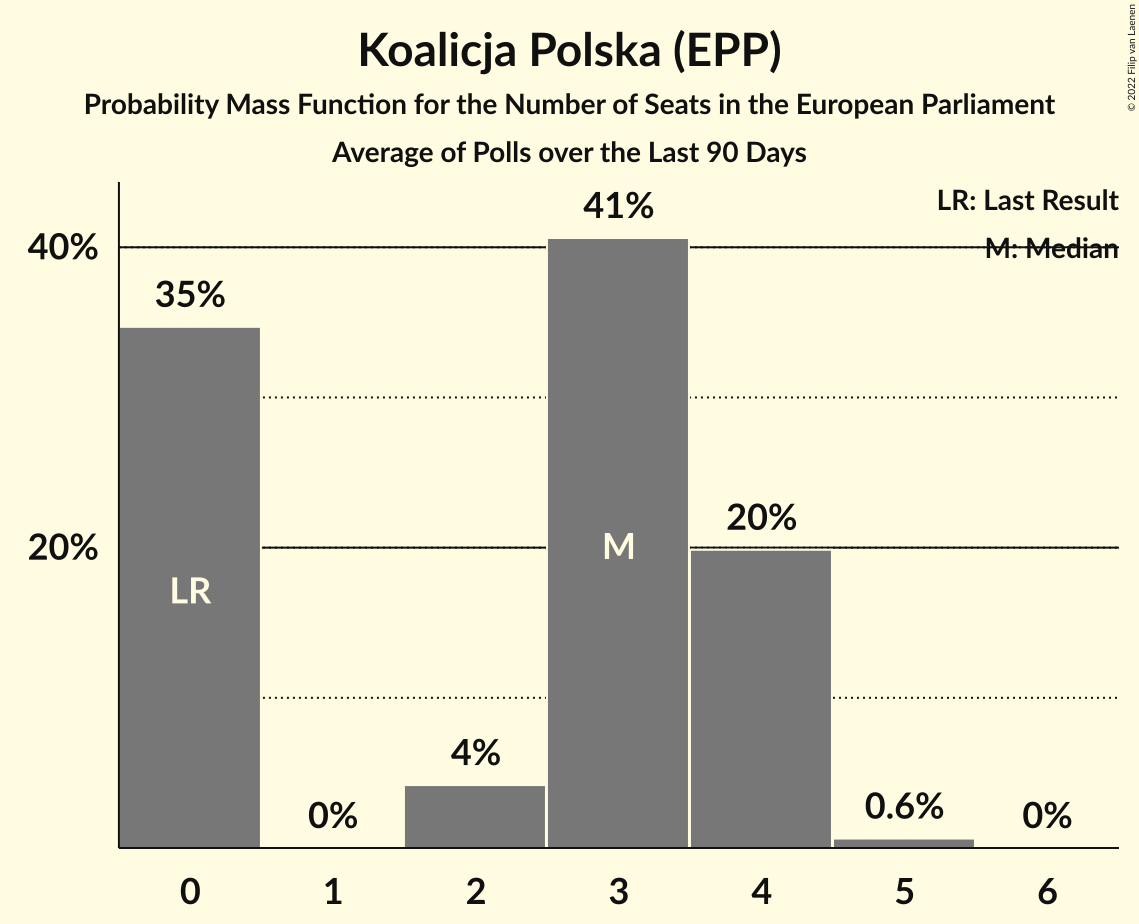 Koalicja Polska (EPP)
Probability Mass Function for the Number of Seats in the European Parliament
Average of Polls over the Last 90 Days
© 2022 Filip van Laenen
LR: Last Result
M: Median
40%
20%
35%
0%
4%
41%
20%
0.6%
0%
LR
M
0
1
2
3
4
5
6